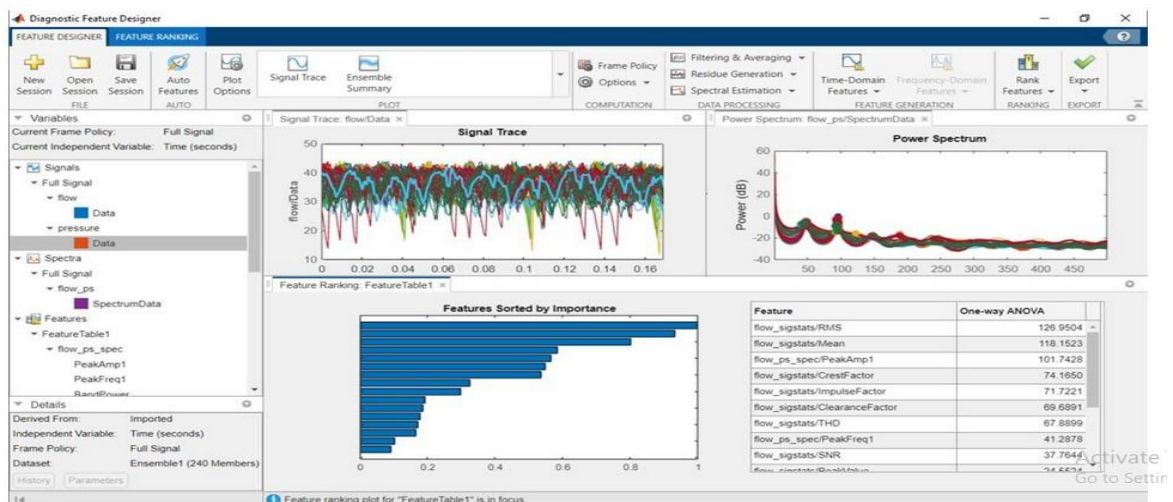 Diagnostic Feature Designer
FEATURE DESIGNER FEATURE RANKING
New Session
Open Session
Save Session
FILE
Auto Features
AUTO
Plot Options
Signal Trace
Ensemble Summary
PLOT
Frame Policy
Options
COMPUTATION
Filtering & Averaging
Residue Generation
Spectral Estimation
DATA PROCESSING
Time-Domain Features
Frequency-Domain Features
FEATURE GENERATION
Rank Features
RANKING
Export
EXPORT
Variables
Current Frame Policy: Full Signal
Current Independent Variable: Time (seconds)
Signals
Full Signal
flow
Data
pressure
Data
Spectra
Full Signal
flow_ps
SpectrumData
Features
FeatureTable1
flow_ps_spec
PeakAmp1
PeakFreq1
BandPower
Details
Derived From: Imported
Independent Variable: Time (seconds)
Frame Policy: Full Signal
Dataset: Ensemble1 (240 Members)
History Parameters
Signal Trace: flow/Data
Signal Trace
flow/Data
50
40
30
20
10
0 0.02 0.04 0.06 0.08 0.1 0.12 0.14 0.16
Power Spectrum: flow_ps/SpectrumData
Power Spectrum
Power (dB)
60
40
20
0
-20
-40
50 100 150 200 250 300 350 400 450
Feature Ranking: FeatureTable1
Features Sorted by Importance
0 0.2 0.4 0.6 0.8 1
Feature One-way ANOVA
flow_sigstats/RMS 126.9504
flow_sigstats/Mean 118.1523
flow_ps_spec/PeakAmp1 101.7428
flow_sigstats/CrestFactor 74.1650
flow_sigstats/ImpulseFactor 71.7221
flow_sigstats/ClearanceFactor 69.6891
flow_sigstats/THD 67.8899
flow_ps_spec/PeakFreq1 41.2878
flow_sigstats/SNR 37.7644
flow_sigstats/PeakValue 24.5524
Activate
Go to Settin
Feature ranking plot for "FeatureTable1" is in focus.